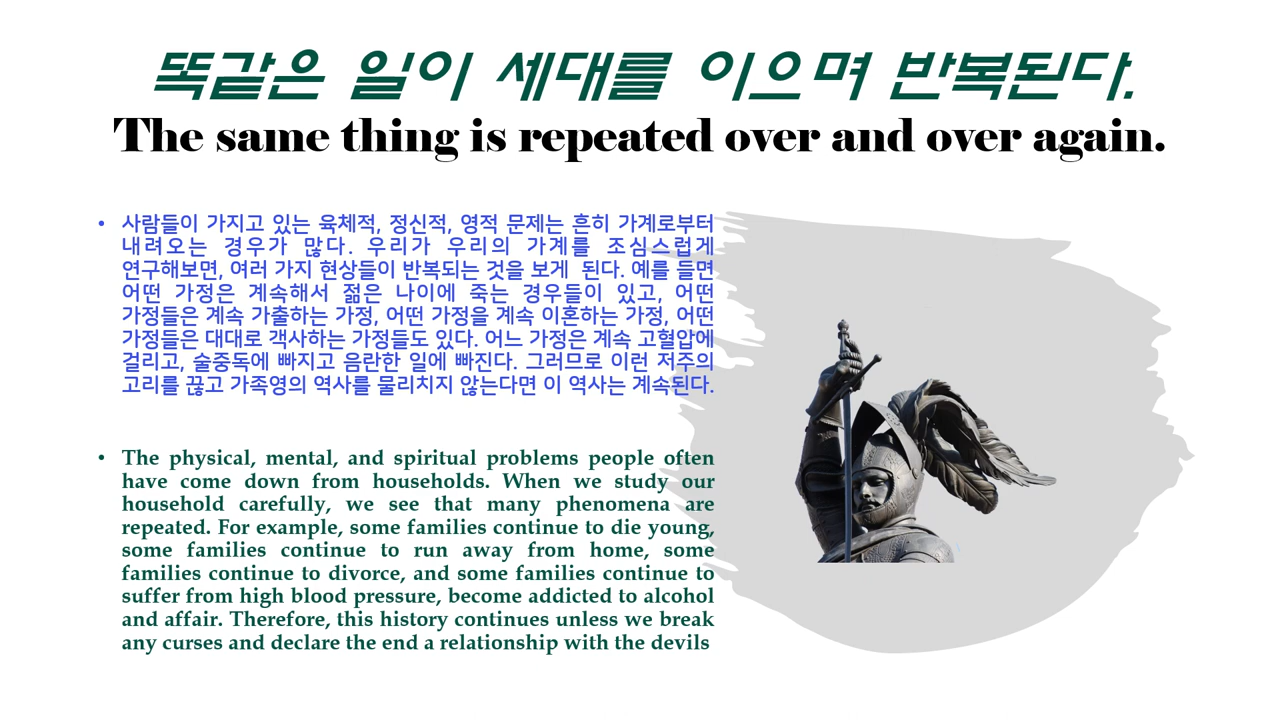 똑같은 일이 세대를 이으며 반복된다.
The same thing is repeated over and over again.
• 사람들이 가지고 있는 육체적, 정신적, 영적 문제는 흔히 가계로부터
내려오는 경우가 많다. 우리가 우리의 가계를 조심스럽게
연구해보면, 여러 가지 현상들이 반복되는 것을 보게 된다. 예를 들면
어떤 가정은 계속해서 젊은 나이에 죽는 경우들이 있고, 어떤
가정들은 계속 가출하는 가정, 어떤 가정을 계속 이혼하는 가정, 어떤
가정들은 대대로 객사하는 가정들도 있다. 어느 가정은 계속 고혈압에
걸리고, 술중독에 빠지고 음란한 일에 빠진다. 그러므로 이런 저주의
고리를 끊고 가족영의 역사를 물리치지 않는다면 이 역사는 계속된다.
• The physical, mental, and spiritual problems people often
have come down from households. When we study our
household carefully, we see that many phenomena are
repeated. For example, some families continue to die young,
some families continue to run away from home, some
families continue to divorce, and some families continue to
suffer from high blood pressure, become addicted to alcohol
and affair. Therefore, this history continues unless we break
any curses and declare the end a relationship with the devils